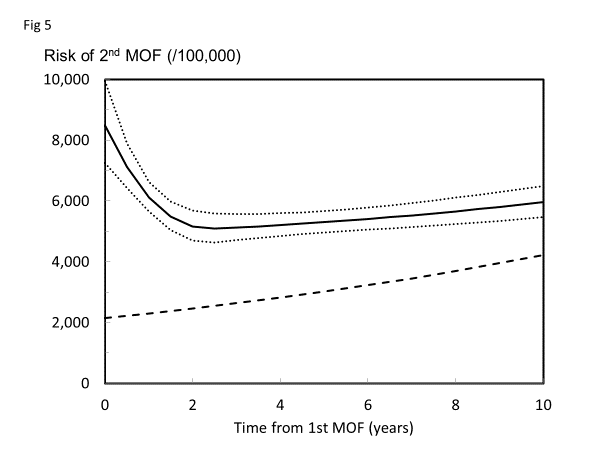 Fig 5
Risk of 2nd MOF (/100,000)
10,000
8,000
6,000
4,000
2,000
0
0 2 4 6 8 10
Time from 1st MOF (years)